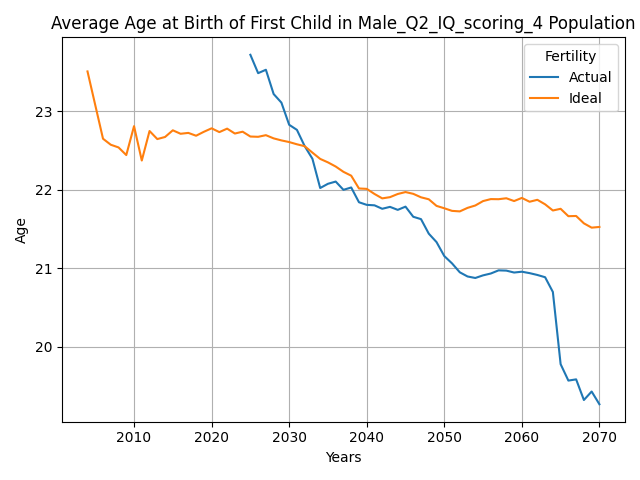 Average Age at Birth of First Child in Male_Q2_IQ_scoring_4 Population
Fertility
Actual
Ideal
Age
23
22
21
20
2010
2020
2030
2040
2050
2060
2070
Years